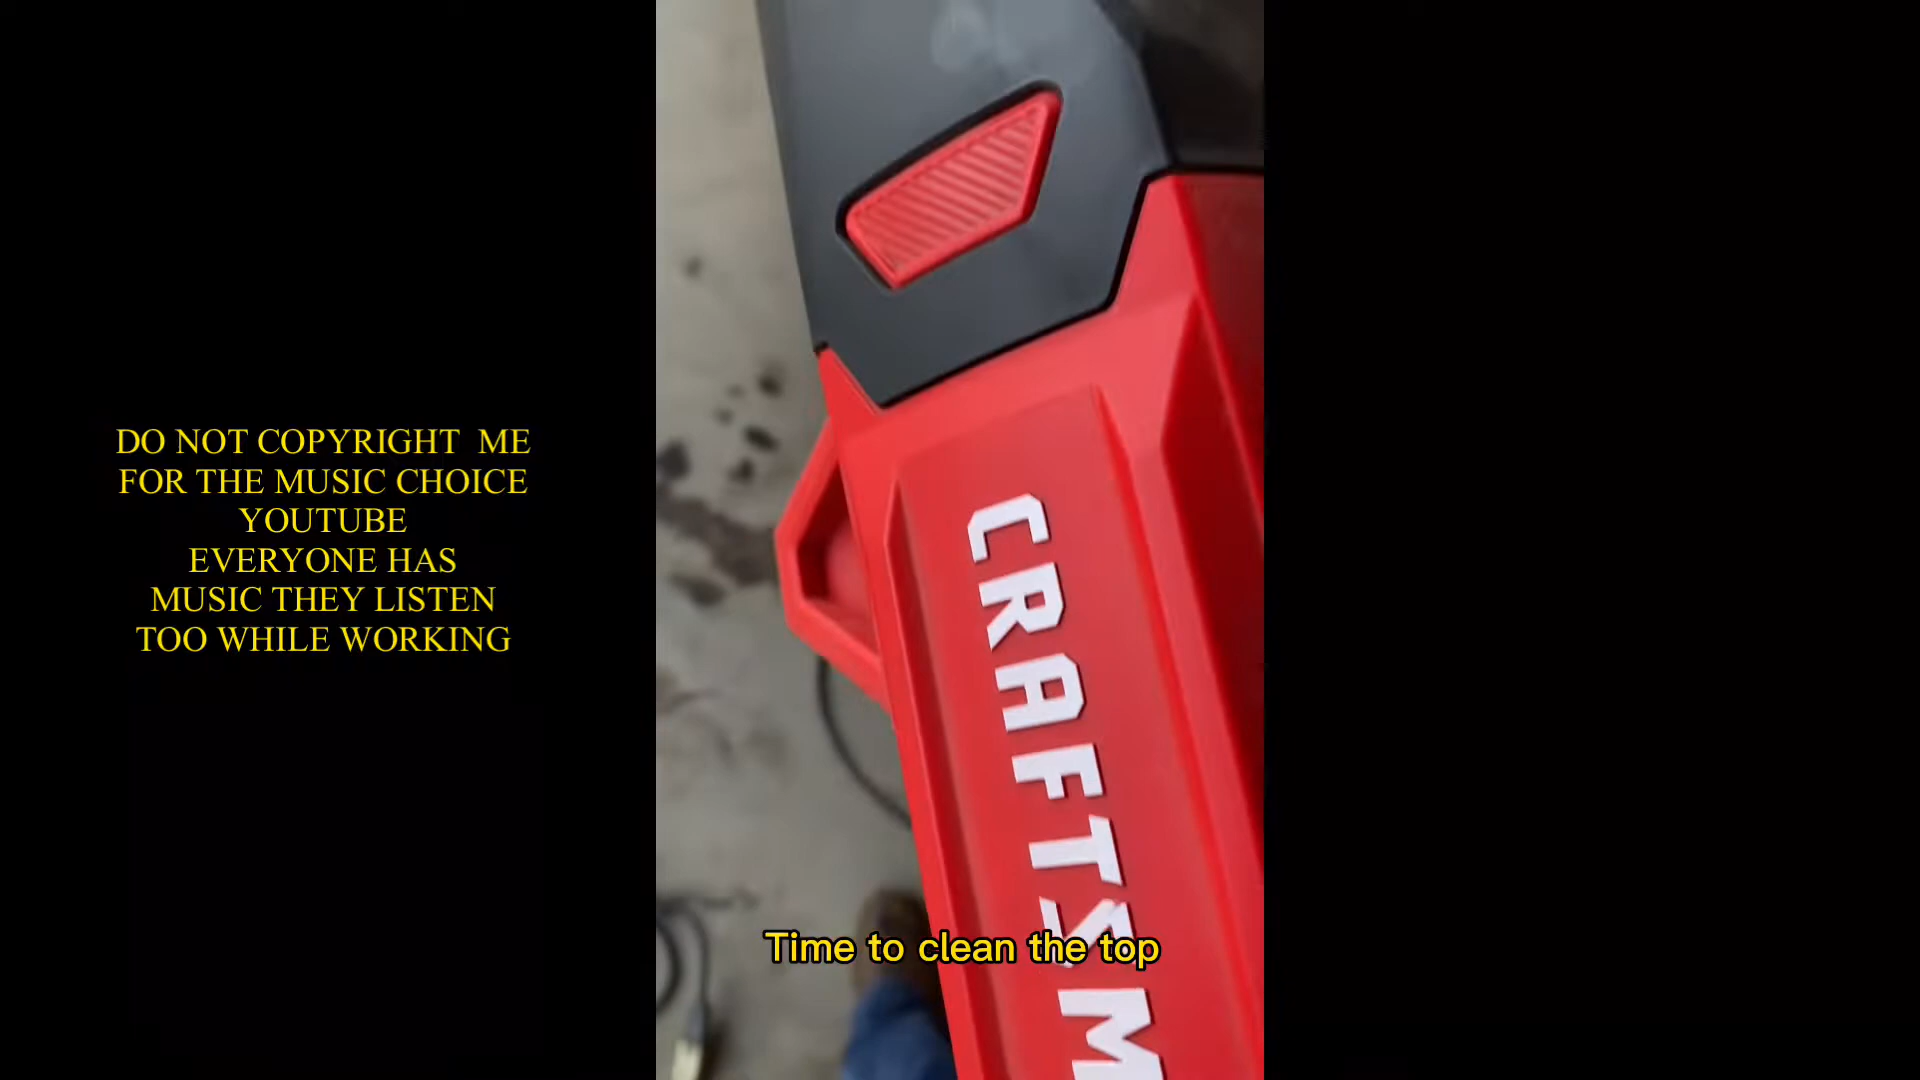 DO NOT COPYRIGHT  ME
FOR THE MUSIC CHOICE
YOUTUBE
EVERYONE HAS
MUSIC THEY LISTEN
TOO WHILE WORKING
CRAFTSM
Time to clean the top